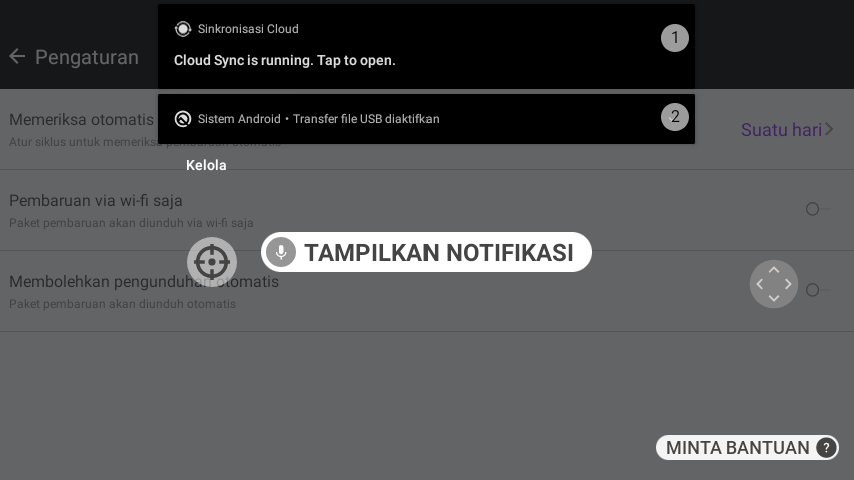 Sinkronisasi Cloud
1
Cloud Sync is running. Tap to open.
Pengaturan
Sistem Android • Transfer file USB diaktifkan
2
Memeriksa otomatis
Atur siklus untuk memeriksa pembaruan otomatis
Suatu hari
Kelola
Pembaruan via wi-fi saja
Paket pembaruan akan diunduh via wi-fi saja
TAMPILKAN NOTIFIKASI
Membolehkan pengunduhan otomatis
Paket pembaruan akan diunduh otomatis
MINTA BANTUAN ?